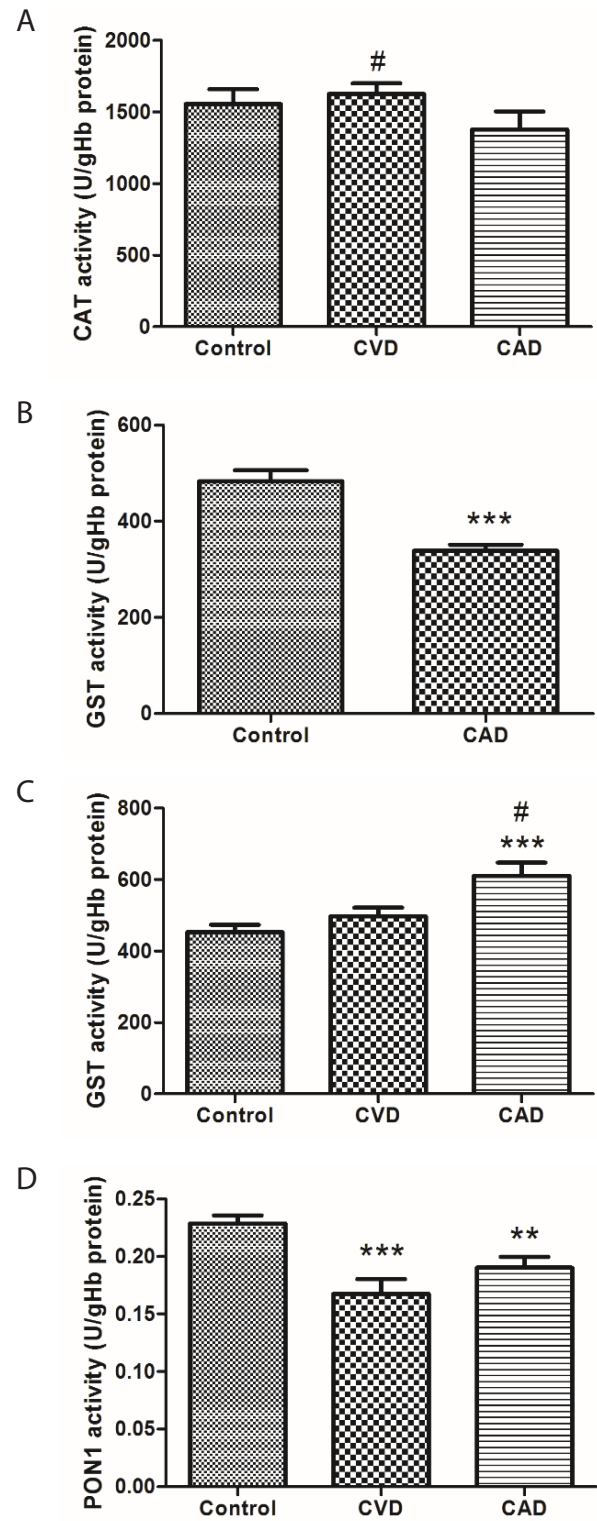 A
CAT activity (U/gHb protein)
2000
1500
1000
500
0
#
Control CVD CAD
B
GST activity (U/gHb protein)
600
400
200
0
***
Control CAD
C
GST activity (U/gHb protein)
800
600
400
200
0
#
***
Control CVD CAD
D
PON1 activity (U/gHb protein)
0.25
0.20
0.15
0.10
0.05
0.00
*** **
Control CVD CAD